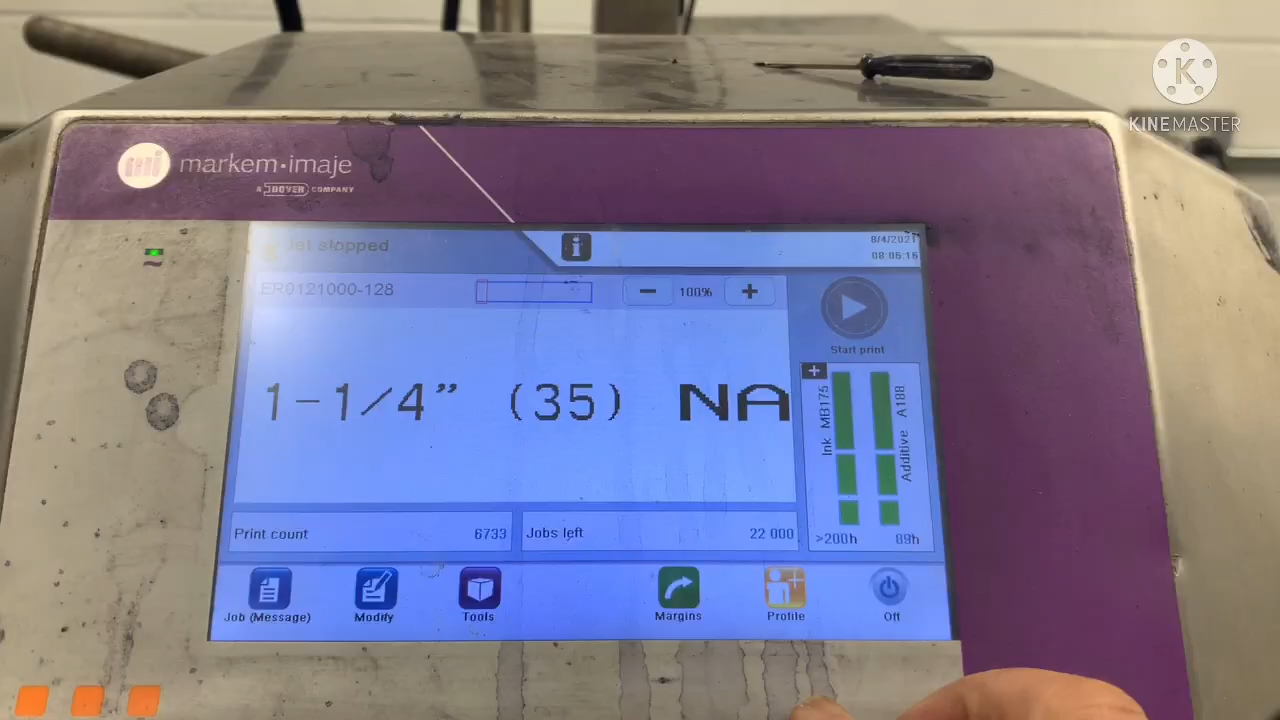 K
KINEMASTER
mi markem·imaje
A DOVER COMPANY
Jet stopped
i
8/4/2021
08:06:16
ER0121000-128
− 100% +
Start print
1-1/4” (35) NA
+
Ink MB175
Additive A188
>200h 89h
Print count 6733
Jobs left 22 000
Job (Message)
Modify
Tools
Margins
Profile
Off